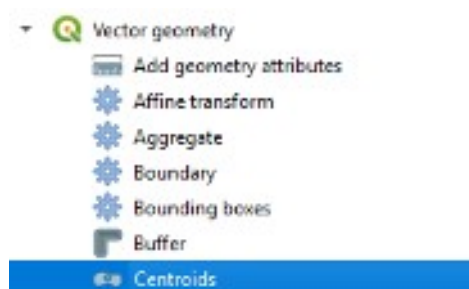 Vector geometry
Add geometry attributes
Affine transform
Aggregate
Boundary
Bounding boxes
Buffer
Centroids